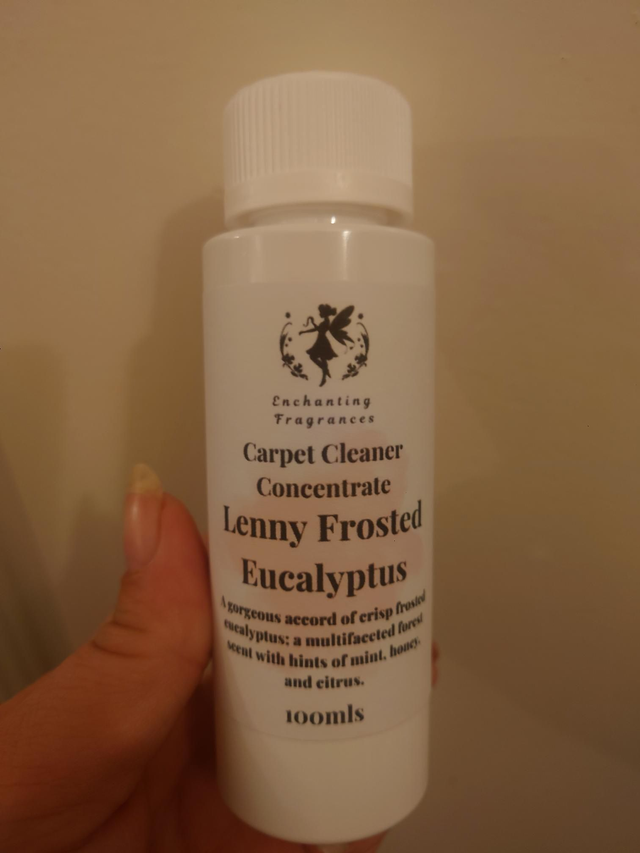 Enchanting
Fragrances
Carpet Cleaner
Concentrate
Lenny Frosted
Eucalyptus
A gorgeous accord of crisp frosted
eucalyptus; a multifaceted forest
scent with hints of mint, honey,
and citrus.
100mls